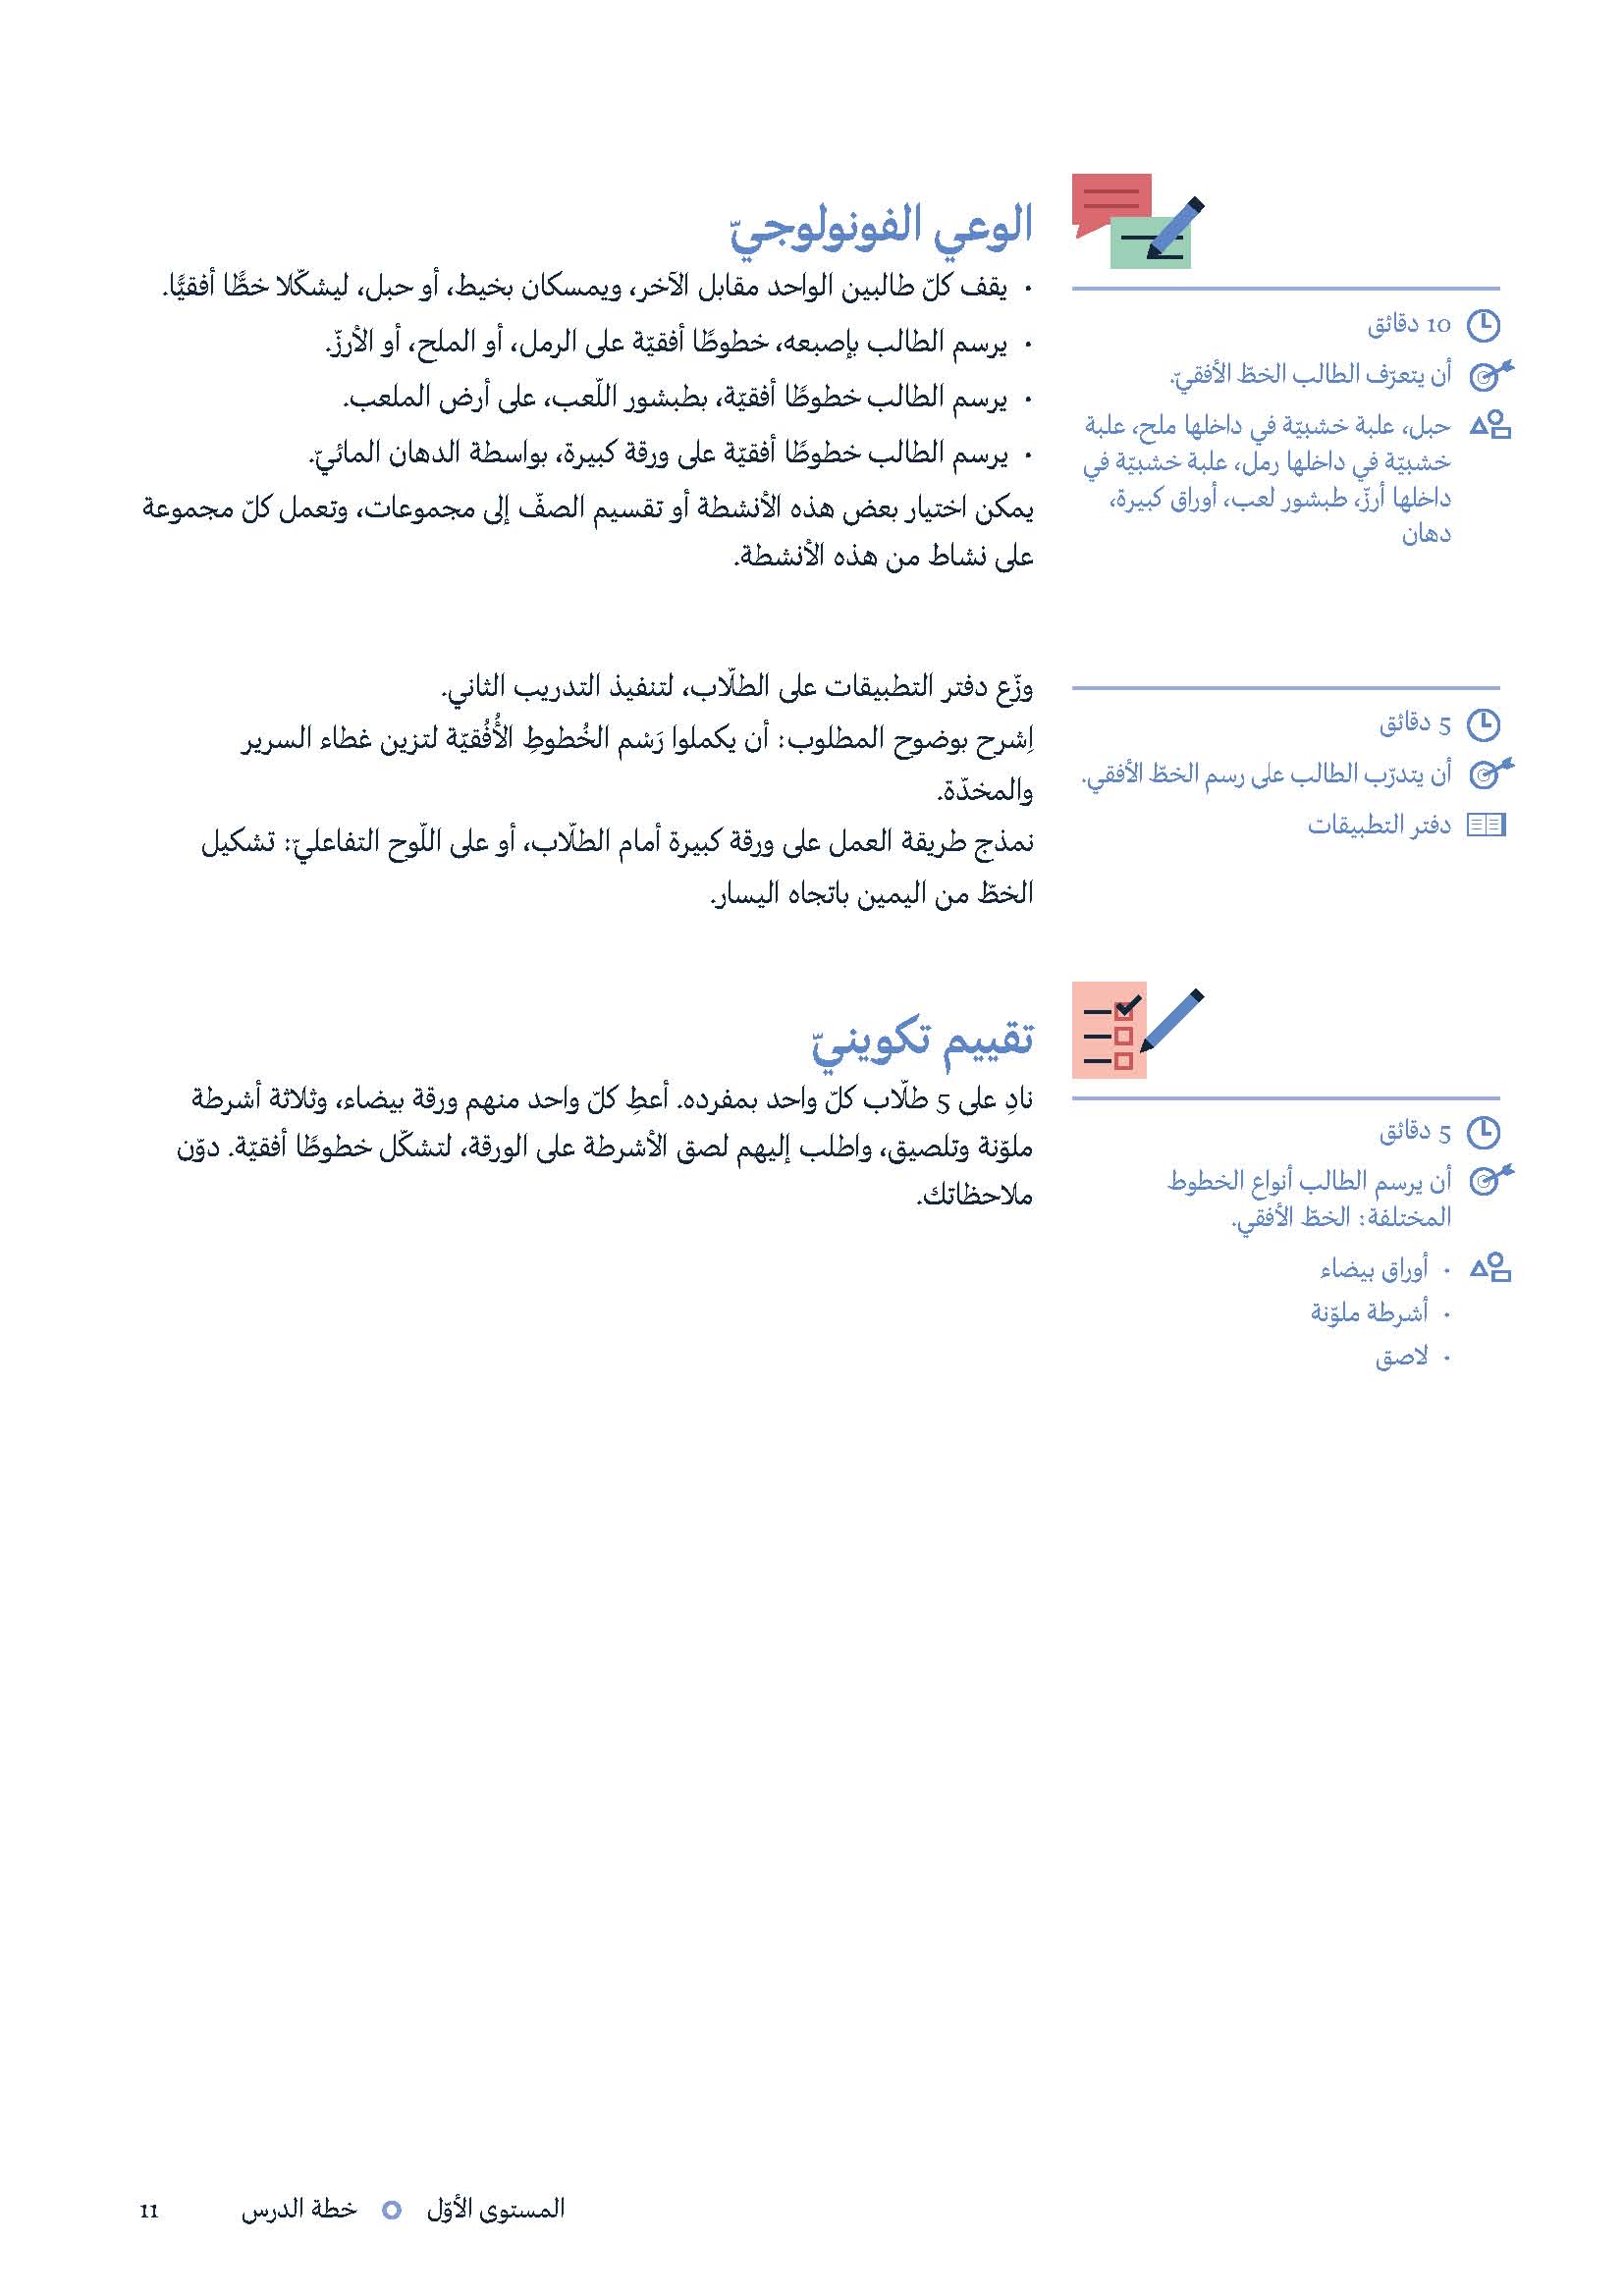 الوعي الفونولوجيّ
10 دقائق
أن يتعرّف الطالب الخطّ الأفقيّ.
حبل، علبة خشبيّة في داخلها ملح، علبة
خشبيّة في داخلها رمل، علبة خشبيّة في
داخلها أرزّ، طبشور لعب، أوراق كبيرة،
دهان
• يقف كلّ طالبين الواحد مقابل الآخر، ويمسكان بخيط، أو حبل، ليشكّلا خطًّا أفقيًّا.
• يرسم الطالب بإصبعه، خطوطًا أفقيّة على الرمل، أو الملح، أو الأرزّ.
• يرسم الطالب خطوطًا أفقيّة، بطبشور اللّعب، على أرض الملعب.
• يرسم الطالب خطوطًا أفقيّة على ورقة كبيرة، بواسطة الدهان المائيّ.
يمكن اختيار بعض هذه الأنشطة أو تقسيم الصفّ إلى مجموعات، وتعمل كلّ مجموعة
على نشاط من هذه الأنشطة.
5 دقائق
أن يتدرّب الطالب على رسم الخطّ الأفقي.
دفتر التطبيقات
وزّع دفتر التطبيقات على الطلّاب، لتنفيذ التدريب الثاني.
اِشرح بوضوح المطلوب: أن يكملوا رَسْم الخُطوطِ الأُفُقيّة لتزين غطاء السرير
والمخدّة.
نمذج طريقة العمل على ورقة كبيرة أمام الطلّاب، أو على اللّوح التفاعليّ: تشكيل
الخطّ من اليمين باتجاه اليسار.
تقييم تكوينيّ
5 دقائق
أن يرسم الطالب أنواع الخطوط
المختلفة: الخطّ الأفقي.
• أوراق بيضاء
• أشرطة ملوّنة
• لاصق
نادِ على 5 طلّاب كلّ واحد بمفرده. أعطِ كلّ واحد منهم ورقة بيضاء، وثلاثة أشرطة
ملوّنة وتلصيق، واطلب إليهم لصق الأشرطة على الورقة، لتشكّل خطوطًا أفقيّة. دوّن
ملاحظاتك.
المستوى الأوّل خطة الدرس 11